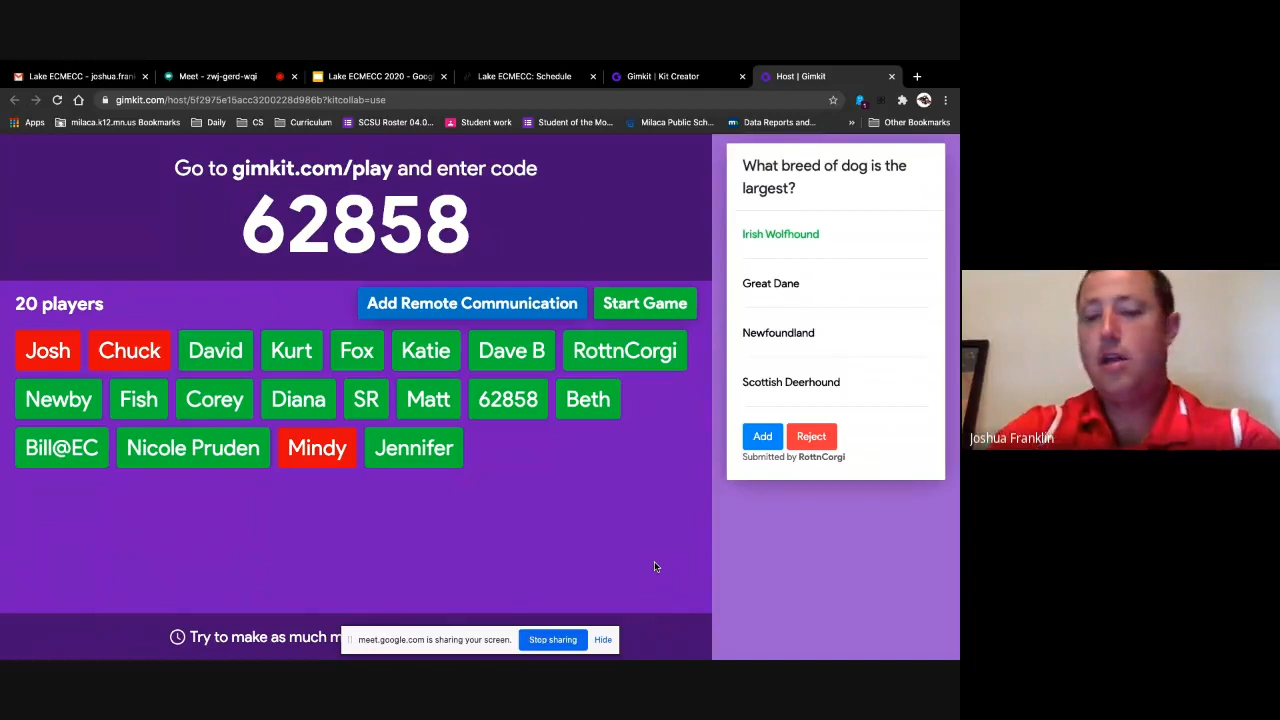 Lake ECMECC - joshua.fran
Meet - zwj-gerd-wqi
Lake ECMECC 2020 - Goog
Lake ECMECC: Schedule
Gimkit | Kit Creator
Host | Gimkit
gimkit.com/host/5f2975e15acc3200228d986b?kitcollab=use
Apps
milaca.k12.mn.us Bookmarks
Daily
CS
Curriculum
SCSU Roster 04.0...
Student work
Student of the Mo...
Milaca Public Sch...
Data Reports and...
Other Bookmarks
Go to gimkit.com/play and enter code
62858
20 players
Add Remote Communication
Start Game
Josh Chuck David Kurt Fox Katie Dave B RottnCorgi
Newby Fish Corey Diana SR Matt 62858 Beth
Bill@EC Nicole Pruden Mindy Jennifer
Try to make as much m
meet.google.com is sharing your screen. Stop sharing Hide
What breed of dog is the
largest?
Irish Wolfhound
Great Dane
Newfoundland
Scottish Deerhound
Add Reject
Submitted by RottnCorgi
Joshua Franklin